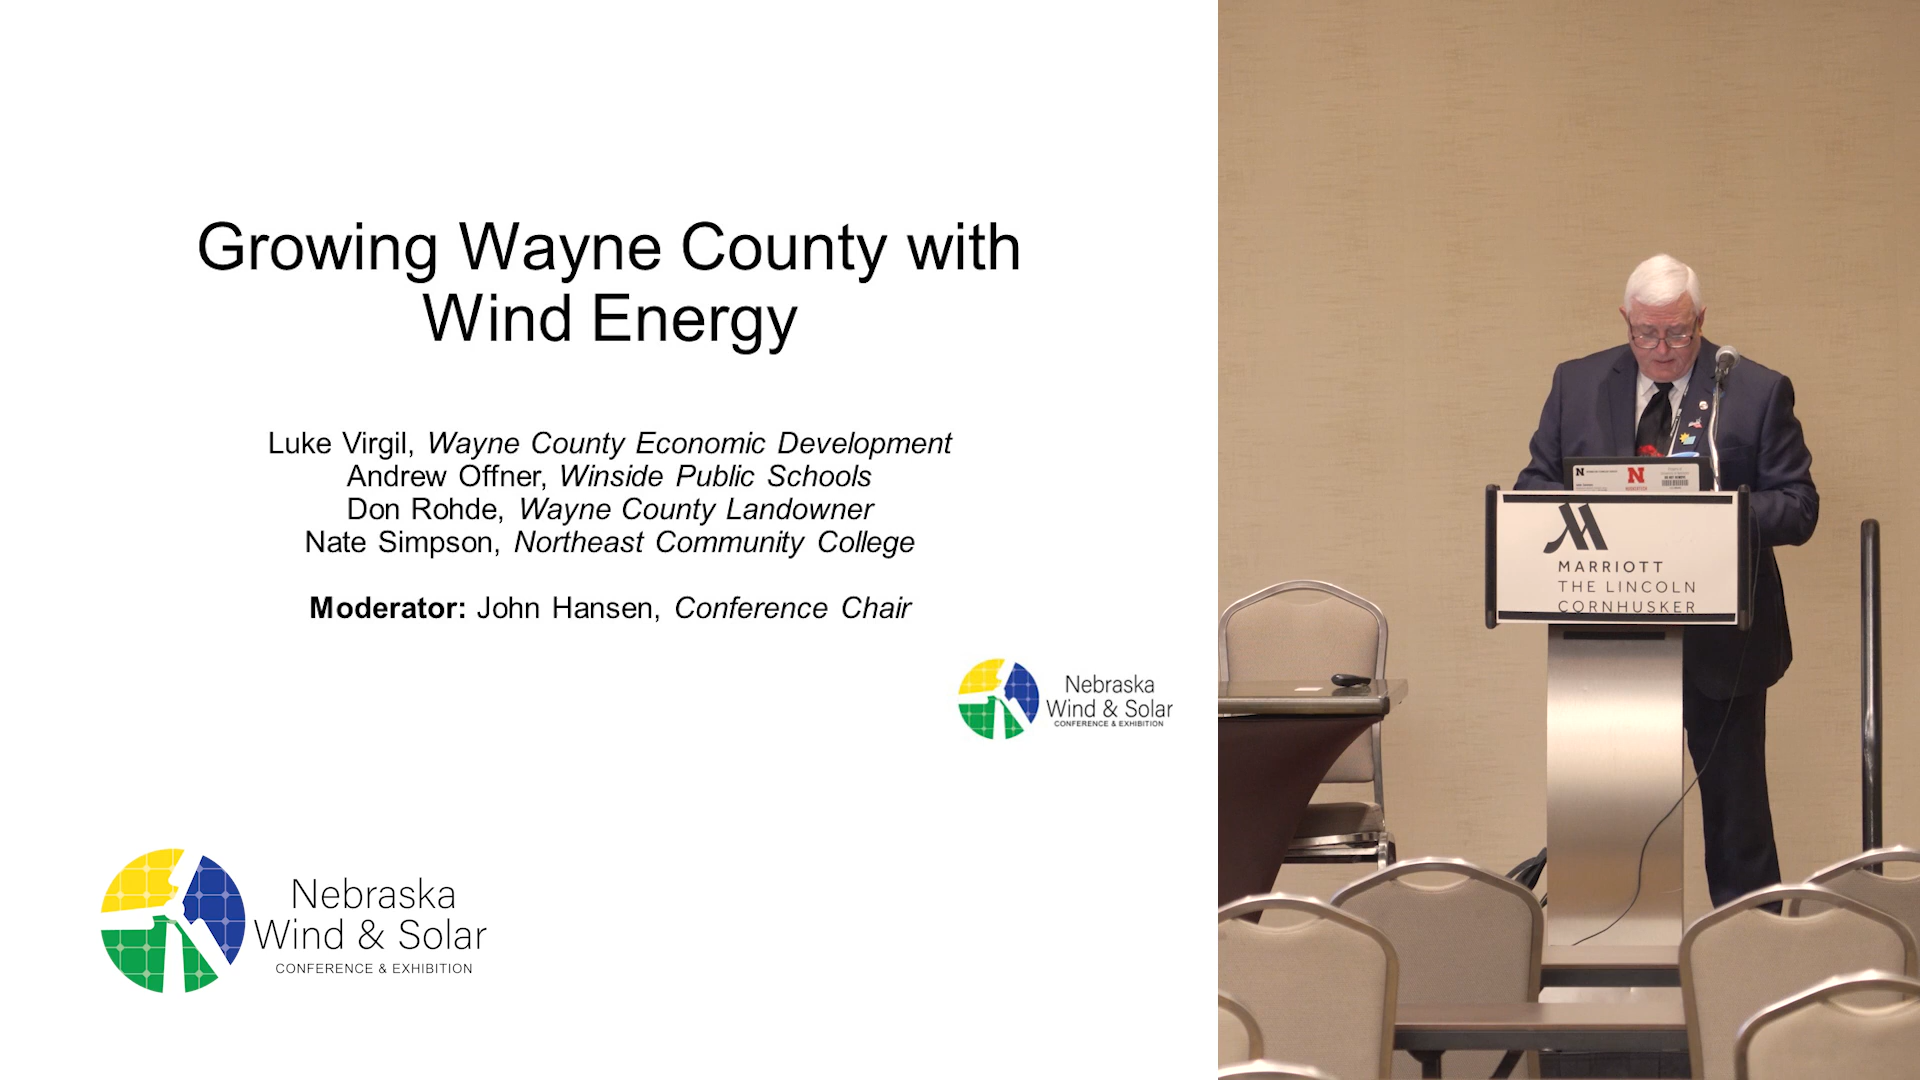 Growing Wayne County with
Wind Energy
Luke Virgil, Wayne County Economic Development
Andrew Offner, Winside Public Schools
Don Rohde, Wayne County Landowner
Nate Simpson, Northeast Community College
Moderator: John Hansen, Conference Chair
Nebraska
Wind & Solar
CONFERENCE & EXHIBITION
Nebraska
Wind & Solar
CONFERENCE & EXHIBITION
N
N
MARRIOTT
THE LINCOLN
CORNHUSKER